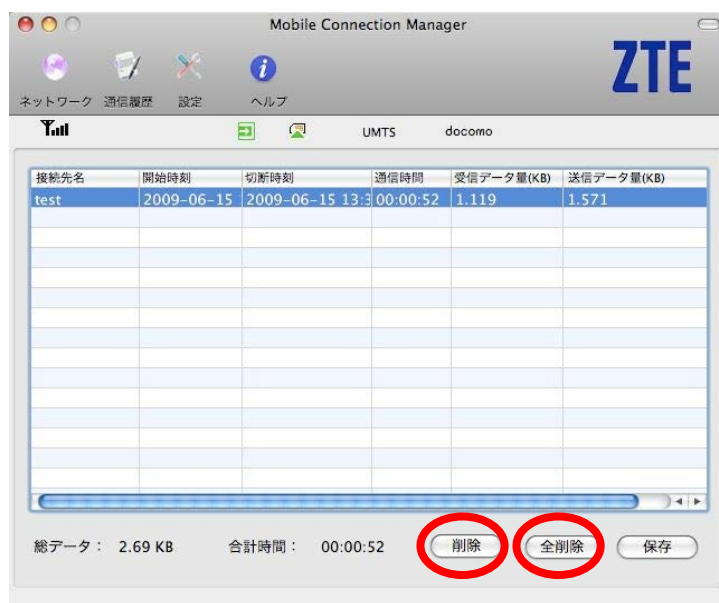 Mobile Connection Manager
ネットワーク 通信履歴 設定 ヘルプ
ZTE
UMTS docomo
接続先名 開始時刻 切断時刻 通信時間 受信データ量(KB) 送信データ量(KB)
test 2009-06-15 2009-06-15 13:3 00:00:52 1.119 1.571
総データ： 2.69 KB 合計時間： 00:00:52 削除 全削除 保存